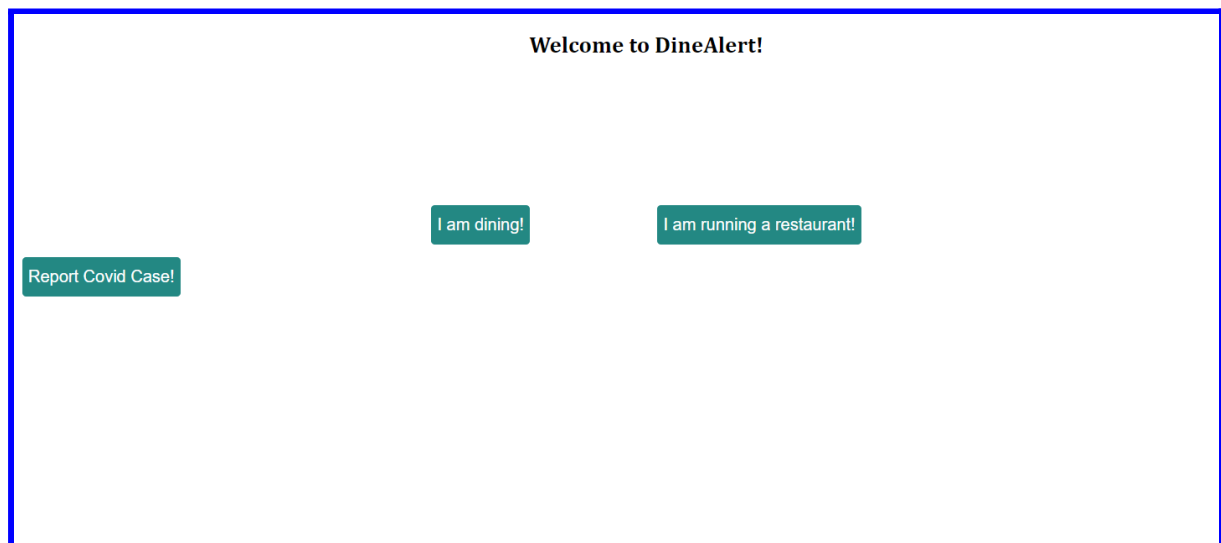 Welcome to DineAlert!
I am dining!
I am running a restaurant!
Report Covid Case!